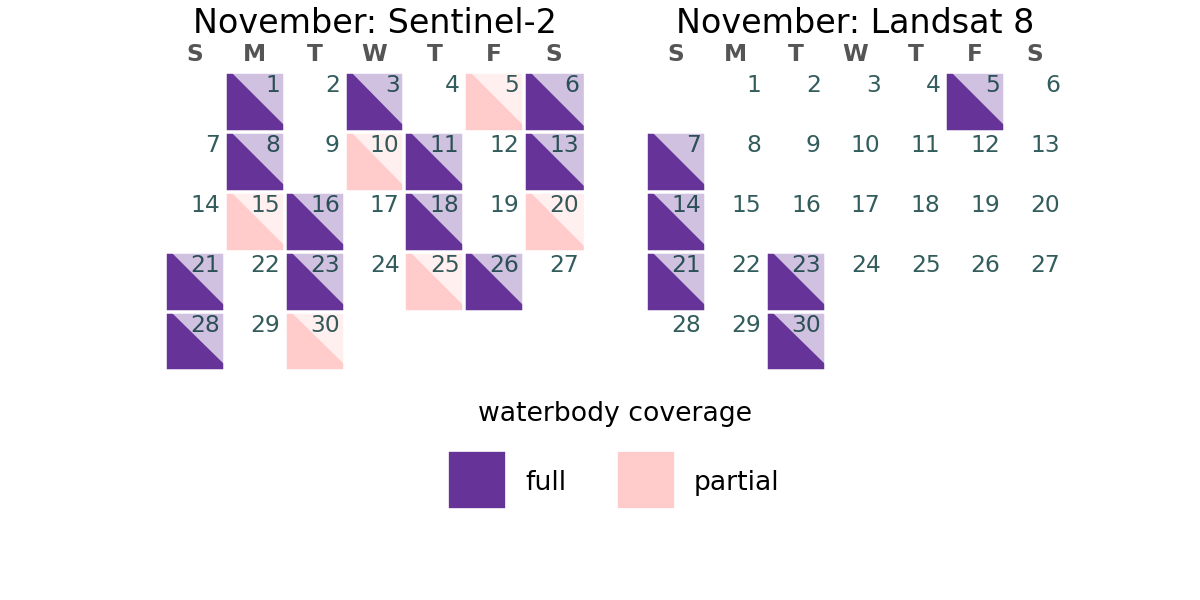 November: Sentinel-2
S M T W T F S
1 2 3 4 5 6
7 8 9 10 11 12 13
14 15 16 17 18 19 20
21 22 23 24 25 26 27
28 29 30
November: Landsat 8
S M T W T F S
1 2 3 4 5 6
7 8 9 10 11 12 13
14 15 16 17 18 19 20
21 22 23 24 25 26 27
28 29 30
waterbody coverage
full
partial